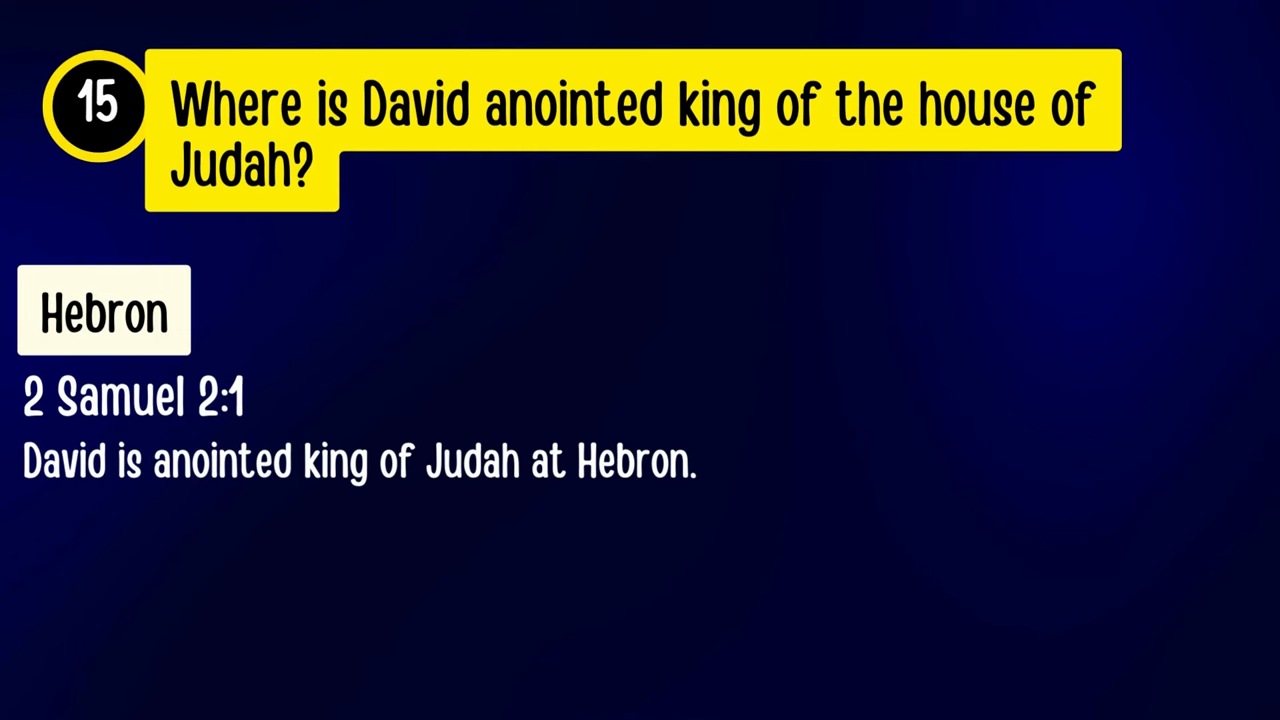 15
Where is David anointed king of the house of
Judah?
Hebron
2 Samuel 2:1
David is anointed king of Judah at Hebron.